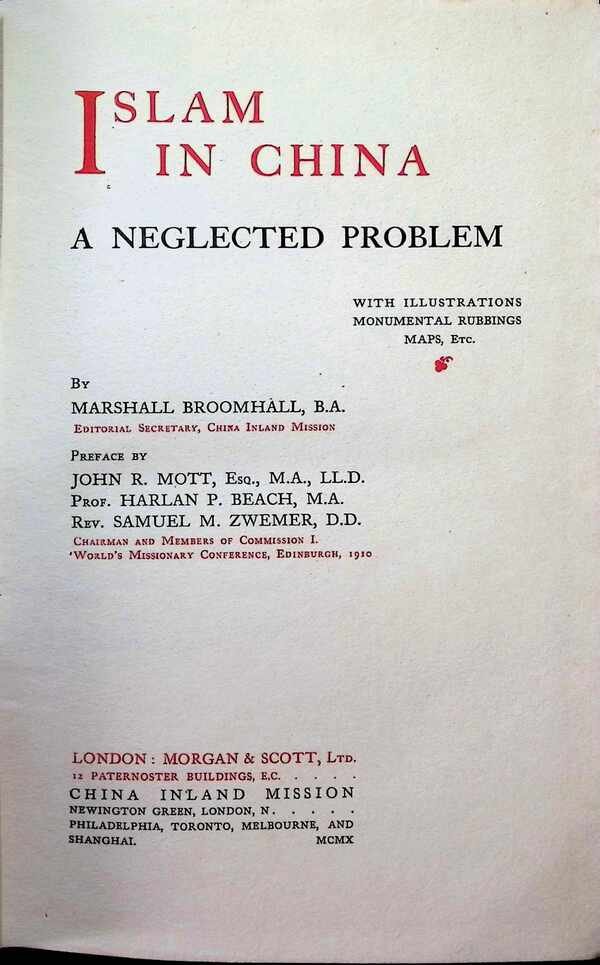 ISLAM
IN CHINA
A NEGLECTED PROBLEM
WITH ILLUSTRATIONS
MONUMENTAL RUBBINGS
MAPS, ETC.
BY
MARSHALL BROOMHALL, B.A.
EDITORIAL SECRETARY, CHINA INLAND MISSION
PREFACE BY
JOHN R. MOTT, ESQ., M.A., LL.D.
PROF. HARLAN P. BEACH, M.A.
REV. SAMUEL M. ZWEMER, D.D.
CHAIRMAN AND MEMBERS OF COMMISSION I.
'WORLD'S MISSIONARY CONFERENCE, EDINBURGH, 1910
LONDON: MORGAN & SCOTT, LTD.
12 PATERNOSTER BUILDINGS, E.C. . . . .
CHINA INLAND MISSION
NEWINGTON GREEN, LONDON, N. . . . .
PHILADELPHIA, TORONTO, MELBOURNE, AND
SHANGHAI. MCMX